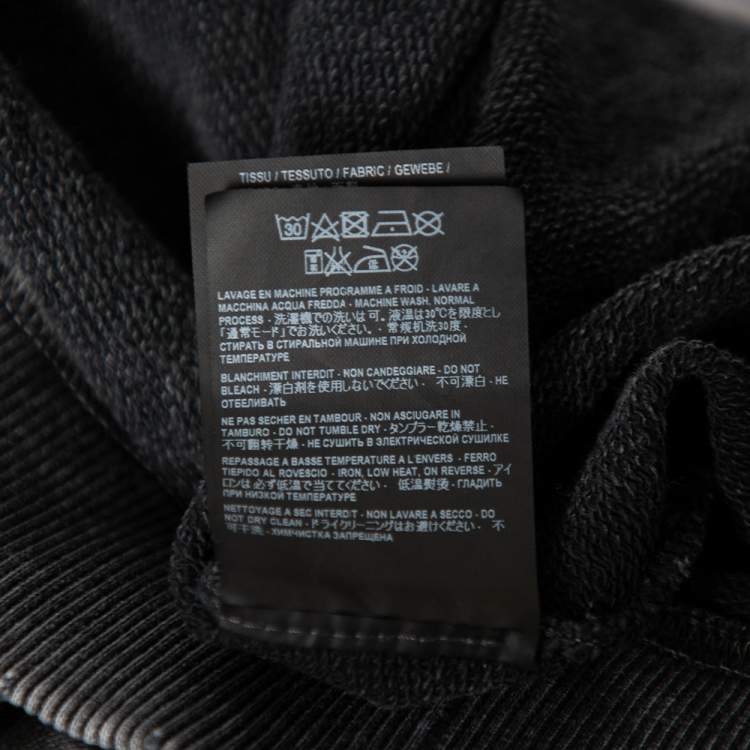 TISSU / TESSUTO / FABRIC / GEWEBE /
30
LAVAGE EN MACHINE PROGRAMME A FROID - LAVARE A
MACCHINA ACQUA FREDDA - MACHINE WASH, NORMAL
PROCESS - 洗濯機での洗いは可。液温は30℃を限度とし
「通常モード」でお洗いください。- 常规机洗30度 -
СТИРАТЬ В СТИРАЛЬНОЙ МАШИНЕ ПРИ ХОЛОДНОЙ
ТЕМПЕРАТУРЕ
BLANCHIMENT INTERDIT - NON CANDEGGIARE - DO NOT
BLEACH - 漂白剤を使用しないでください - 不可漂白 - НЕ
ОТБЕЛИВАТЬ
NE PAS SECHER EN TAMBOUR - NON ASCIUGARE IN
TAMBURO - DO NOT TUMBLE DRY - タンブラー乾燥禁止 -
不可翻转干燥 - НЕ СУШИТЬ В ЭЛЕКТРИЧЕСКОЙ СУШИЛКЕ
REPASSAGE A BASSE TEMPERATURE A L'ENVERS - FERRO
TIEPIDO AL ROVESCIO - IRON, LOW HEAT, ON REVERSE - アイ
ロンは必ず低温で当ててください - 低温熨烫 - ГЛАДИТЬ
ПРИ НИЗКОЙ ТЕМПЕРАТУРЕ
NETTOYAGE A SEC INTERDIT - NON LAVARE A SECCO - DO
NOT DRY CLEAN - ドライクリーニングはお避けください - 不
可干洗 - ХИМЧИСТКА ЗАПРЕЩЕНА